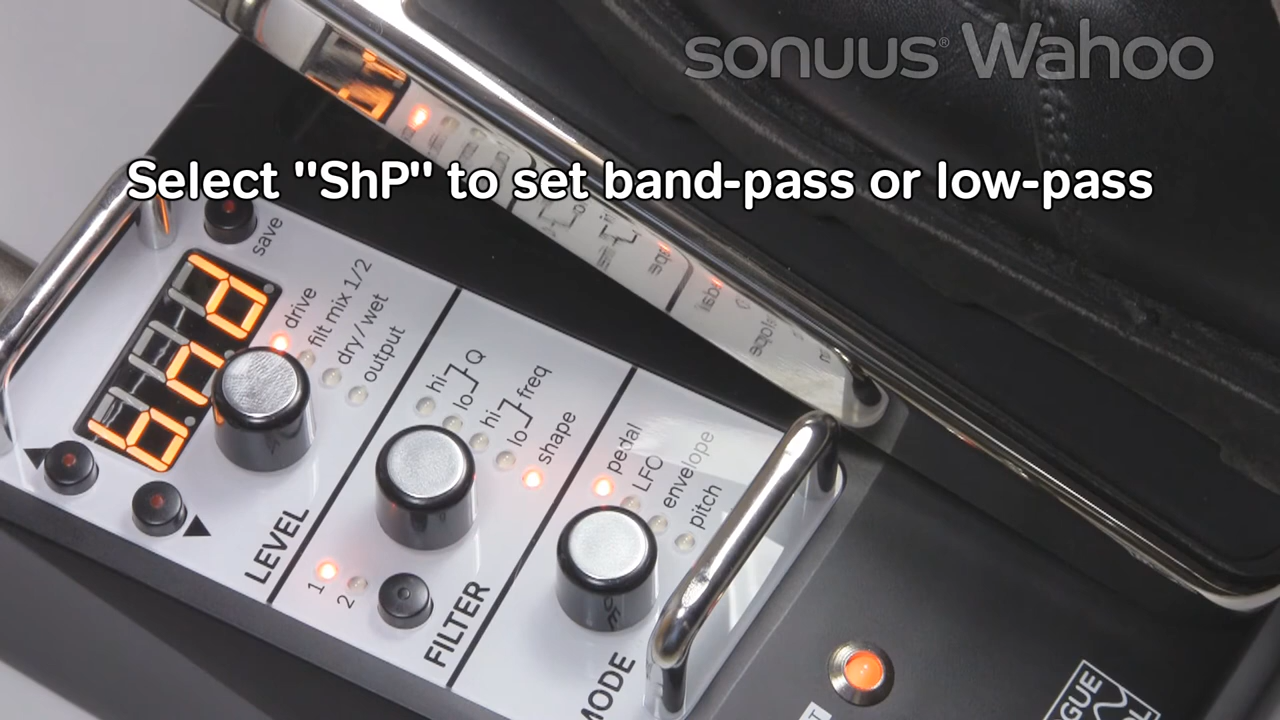 sonuus® Wahoo
Select "ShP" to set band-pass or low-pass
save
bnd
drive
filt mix 1/2
dry/wet
output
hi
lo
Q
hi
lo
freq
shape
pedal
LFO
envelope
pitch
LEVEL
1
2
FILTER
MODE